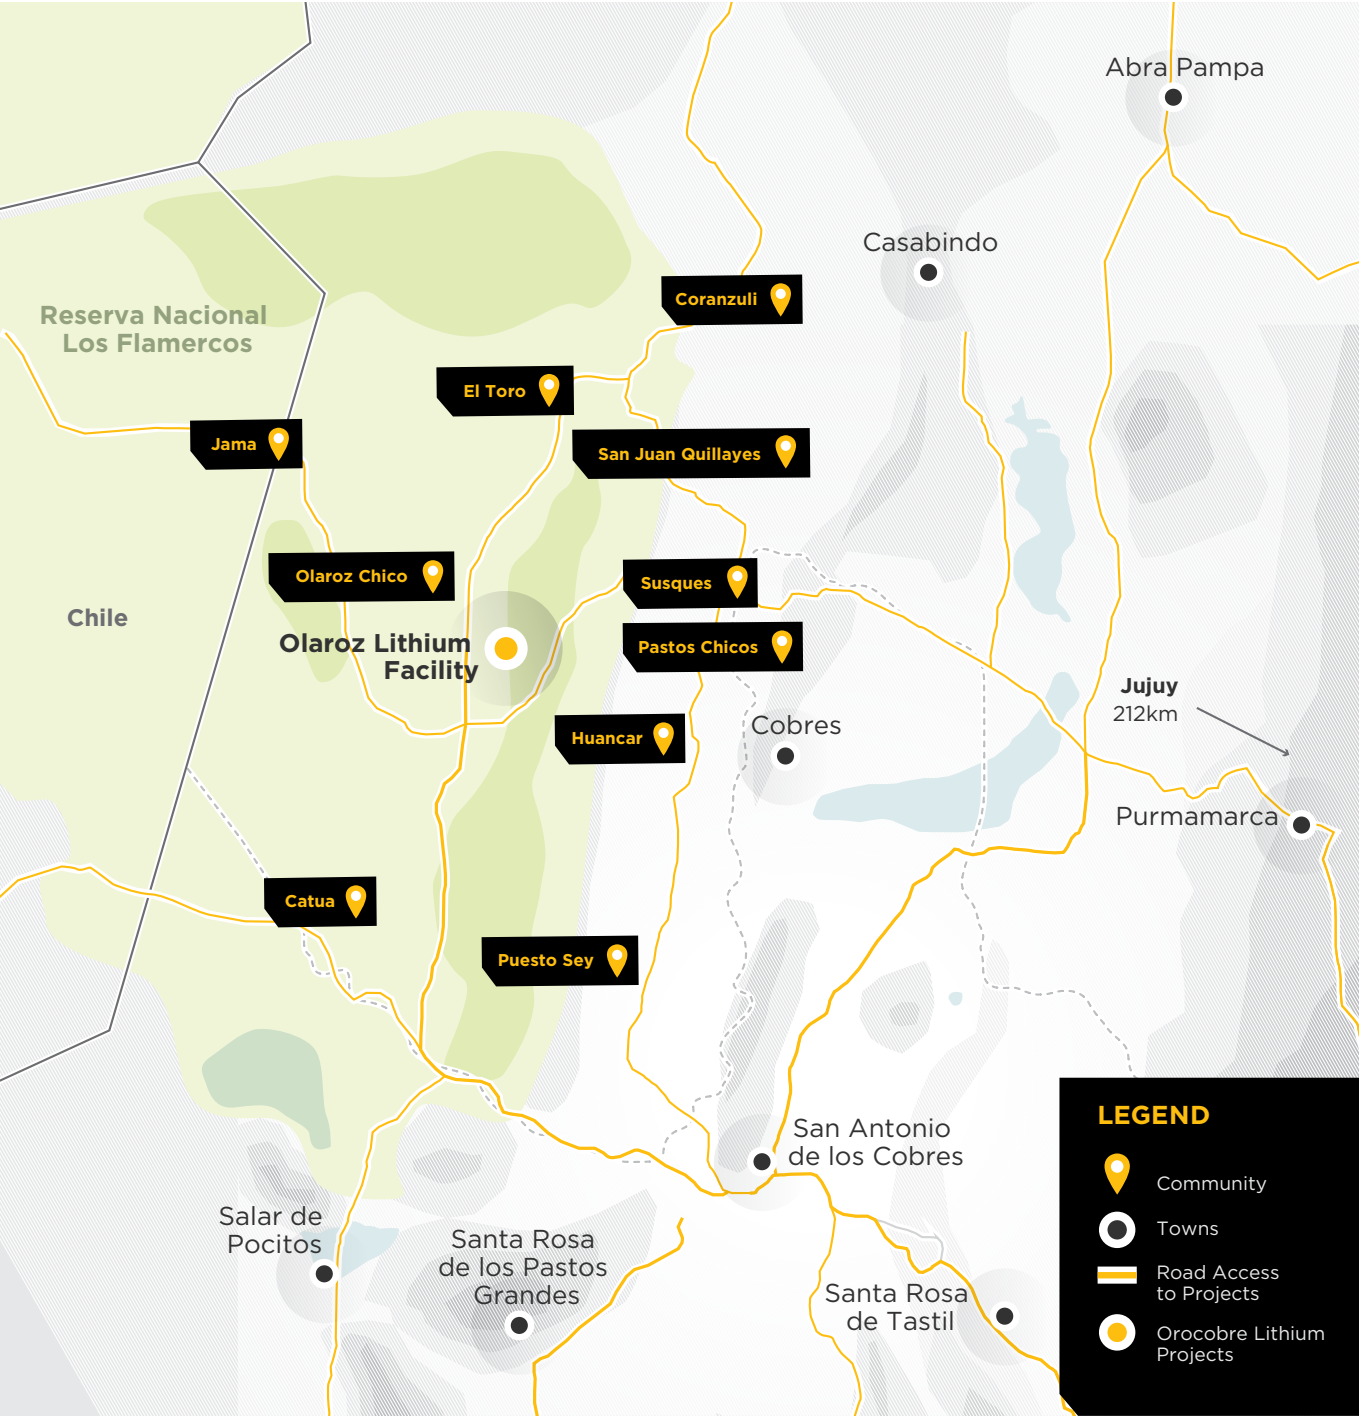 Abra Pampa
Casabindo
Coranzuli
Reserva Nacional
Los Flamercos
El Toro
Jama
San Juan Quillayes
Olaroz Chico
Susques
Chile
Olaroz Lithium
Facility
Pastos Chicos
Jujuy
212km
Huancar
Cobres
Purmamarca
Catua
Puesto Sey
San Antonio
de los Cobres
Salar de
Pocitos
Santa Rosa
de los Pastos
Grandes
Santa Rosa
de Tastil
LEGEND
Community
Towns
Road Access
to Projects
Orocobre Lithium
Projects